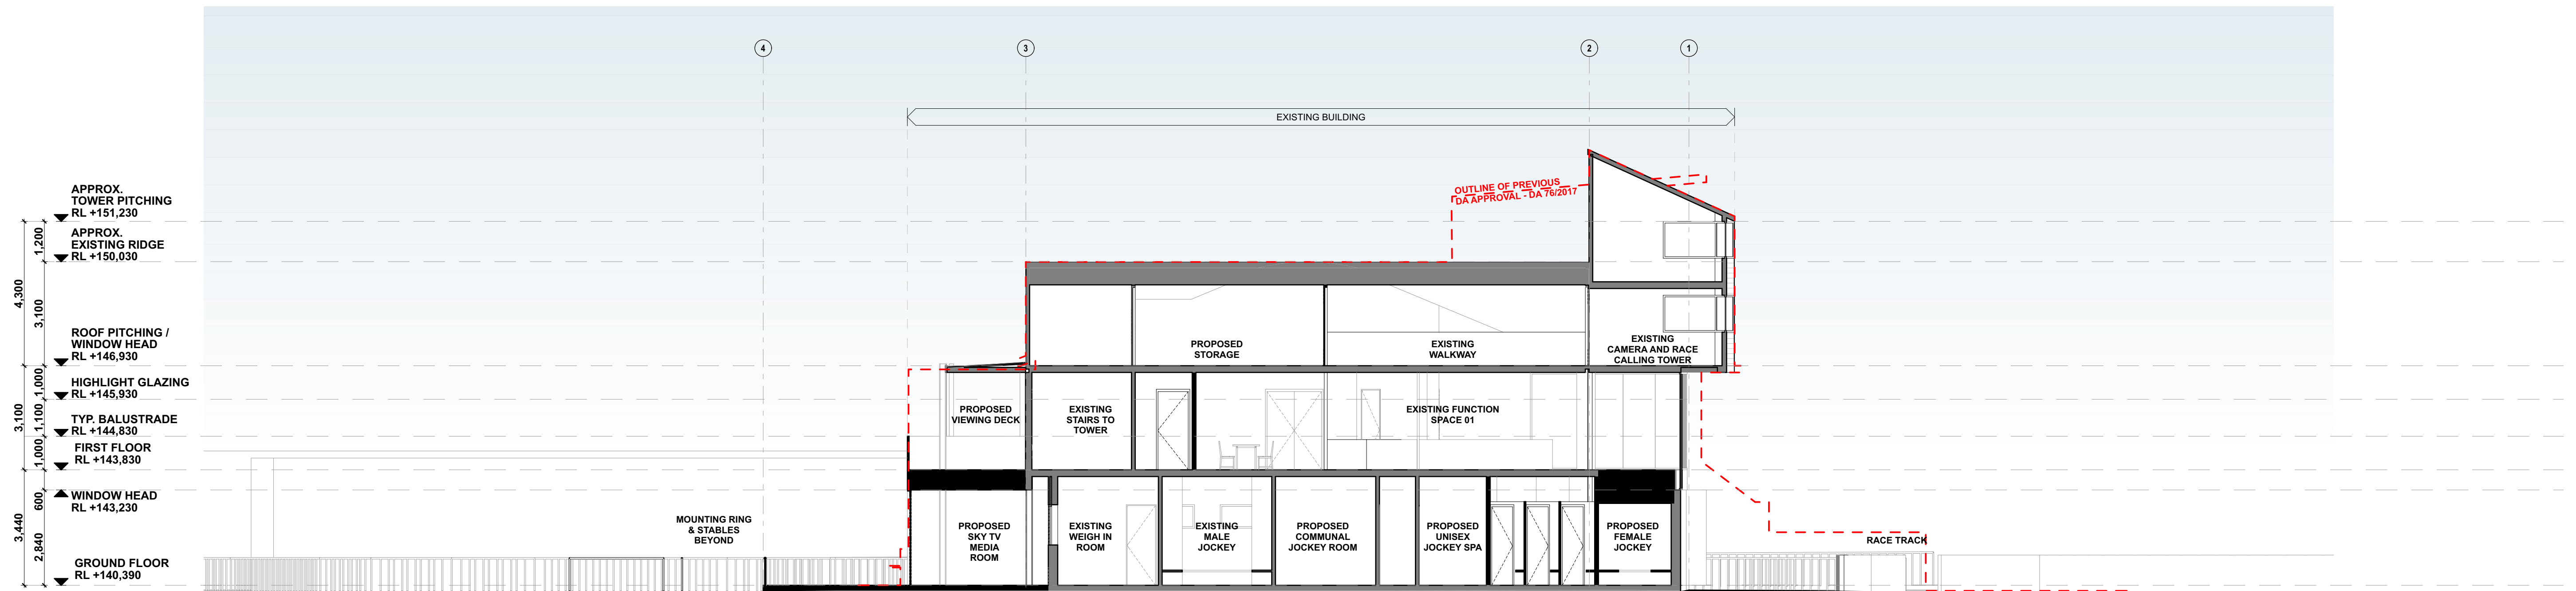 4
3
2
1
EXISTING BUILDING
OUTLINE OF PREVIOUS
DA APPROVAL - DA 76/2017
APPROX.
TOWER PITCHING
RL +151,230
APPROX.
EXISTING RIDGE
RL +150,030
ROOF PITCHING /
WINDOW HEAD
RL +146,930
HIGHLIGHT GLAZING
RL +145,930
TYP. BALUSTRADE
RL +144,830
FIRST FLOOR
RL +143,830
WINDOW HEAD
RL +143,230
GROUND FLOOR
RL +140,390
4,300
3,100
3,440
1,200
3,100
1,000
1,100
1,000
600
2,840
PROPOSED
STORAGE
EXISTING
WALKWAY
EXISTING
CAMERA AND RACE
CALLING TOWER
PROPOSED
VIEWING DECK
EXISTING
STAIRS TO
TOWER
EXISTING FUNCTION
SPACE 01
MOUNTING RING
& STABLES
BEYOND
PROPOSED
SKY TV
MEDIA
ROOM
EXISTING
WEIGH IN
ROOM
EXISTING
MALE
JOCKEY
PROPOSED
COMMUNAL
JOCKEY ROOM
PROPOSED
UNISEX
JOCKEY SPA
PROPOSED
FEMALE
JOCKEY
RACE TRACK